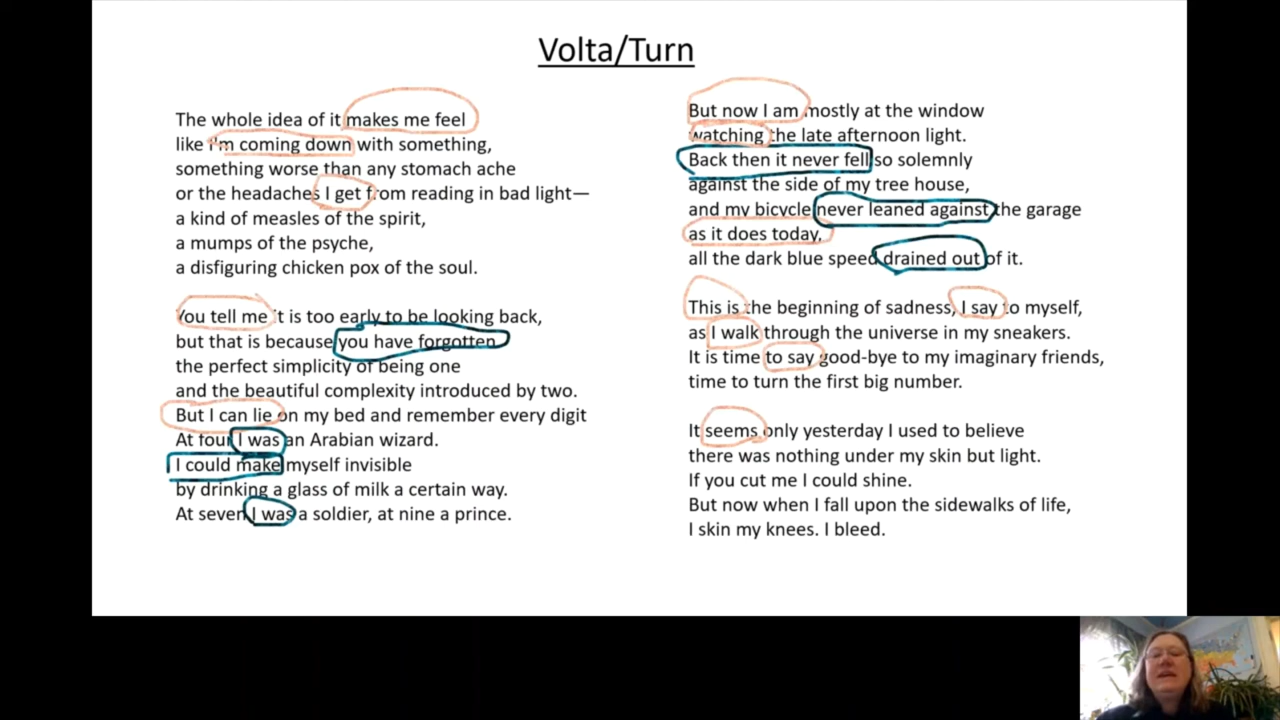 Volta/Turn
The whole idea of it makes me feel
like I'm coming down with something,
something worse than any stomach ache
or the headaches I get from reading in bad light—
a kind of measles of the spirit,
a mumps of the psyche,
a disfiguring chicken pox of the soul.
You tell me it is too early to be looking back,
but that is because you have forgotten
the perfect simplicity of being one
and the beautiful complexity introduced by two.
But I can lie on my bed and remember every digit
At four I was an Arabian wizard.
I could make myself invisible
by drinking a glass of milk a certain way.
At seven I was a soldier, at nine a prince.
But now I am mostly at the window
watching the late afternoon light.
Back then it never fell so solemnly
against the side of my tree house,
and my bicycle never leaned against the garage
as it does today,
all the dark blue speed drained out of it.
This is the beginning of sadness, I say to myself,
as I walk through the universe in my sneakers.
It is time to say good-bye to my imaginary friends,
time to turn the first big number.
It seems only yesterday I used to believe
there was nothing under my skin but light.
If you cut me I could shine.
But now when I fall upon the sidewalks of life,
I skin my knees. I bleed.